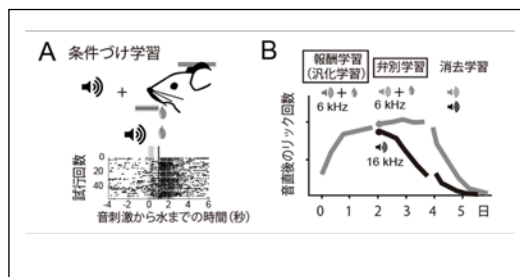 A 条件づけ学習
+
試行回数
0
20
40
-4 -2 0 2 4 6
音刺激から水までの時間(秒)
B
報酬学習
(汎化学習)
弁別学習
消去学習
+
+
6 kHz
6 kHz
音直後のリック回数
16 kHz
0 1 2 3 4 5 日